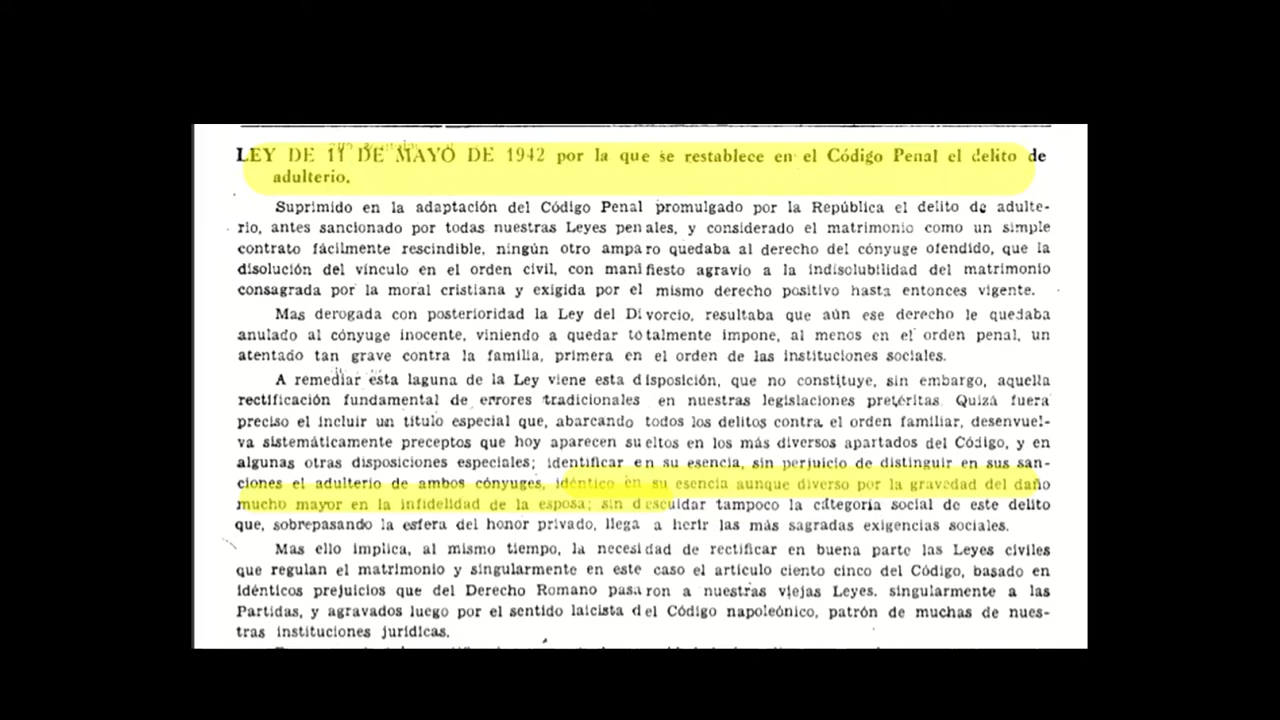 LEY DE 11 DE MAYO DE 1942 por la que se restablece en el Código Penal el delito de
adulterio.
Suprimido en la adaptación del Código Penal promulgado por la República el delito de adulte-
rio, antes sancionado por todas nuestras Leyes penales, y considerado el matrimonio como un simple
contrato fácilmente rescindible, ningún otro amparo quedaba al derecho del cónyuge ofendido, que la
disolución del vínculo en el orden civil, con manifiesto agravio a la indisolubilidad del matrimonio
consagrada por la moral cristiana y exigida por el mismo derecho positivo hasta entonces vigente.
Mas derogada con posterioridad la Ley del Divorcio, resultaba que aún ese derecho le quedaba
anulado al cónyuge inocente, viniendo a quedar totalmente impone, al menos en el orden penal, un
atentado tan grave contra la familia, primera en el orden de las instituciones sociales.
A remediar esta laguna de la Ley viene esta disposición, que no constituye, sin embargo, aquella
rectificación fundamental de errores tradicionales en nuestras legislaciones pretéritas. Quizá fuera
preciso el incluir un título especial que, abarcando todos los delitos contra el orden familiar, desenvuel-
va sistemáticamente preceptos que hoy aparecen sueltos en los más diversos apartados del Código, y en
algunas otras disposiciones especiales; identificar en su esencia, sin perjuicio de distinguir en sus san-
ciones el adulterio de ambos cónyuges, idéntico en su esencia aunque diverso por la gravedad del daño
mucho mayor en la infidelidad de la esposa; sin descuidar tampoco la categoría social de este delito
que, sobrepasando la esfera del honor privado, llega a herir las más sagradas exigencias sociales.
Mas ello implica, al mismo tiempo, la necesidad de rectificar en buena parte las Leyes civiles
que regulan el matrimonio y singularmente en este caso el artículo ciento cinco del Código, basado en
idénticos prejuicios que del Derecho Romano pasaron a nuestras viejas Leyes, singularmente a las
Partidas, y agravados luego por el sentido laicista del Código napoleónico, patrón de muchas de nues-
tras instituciones jurídicas.